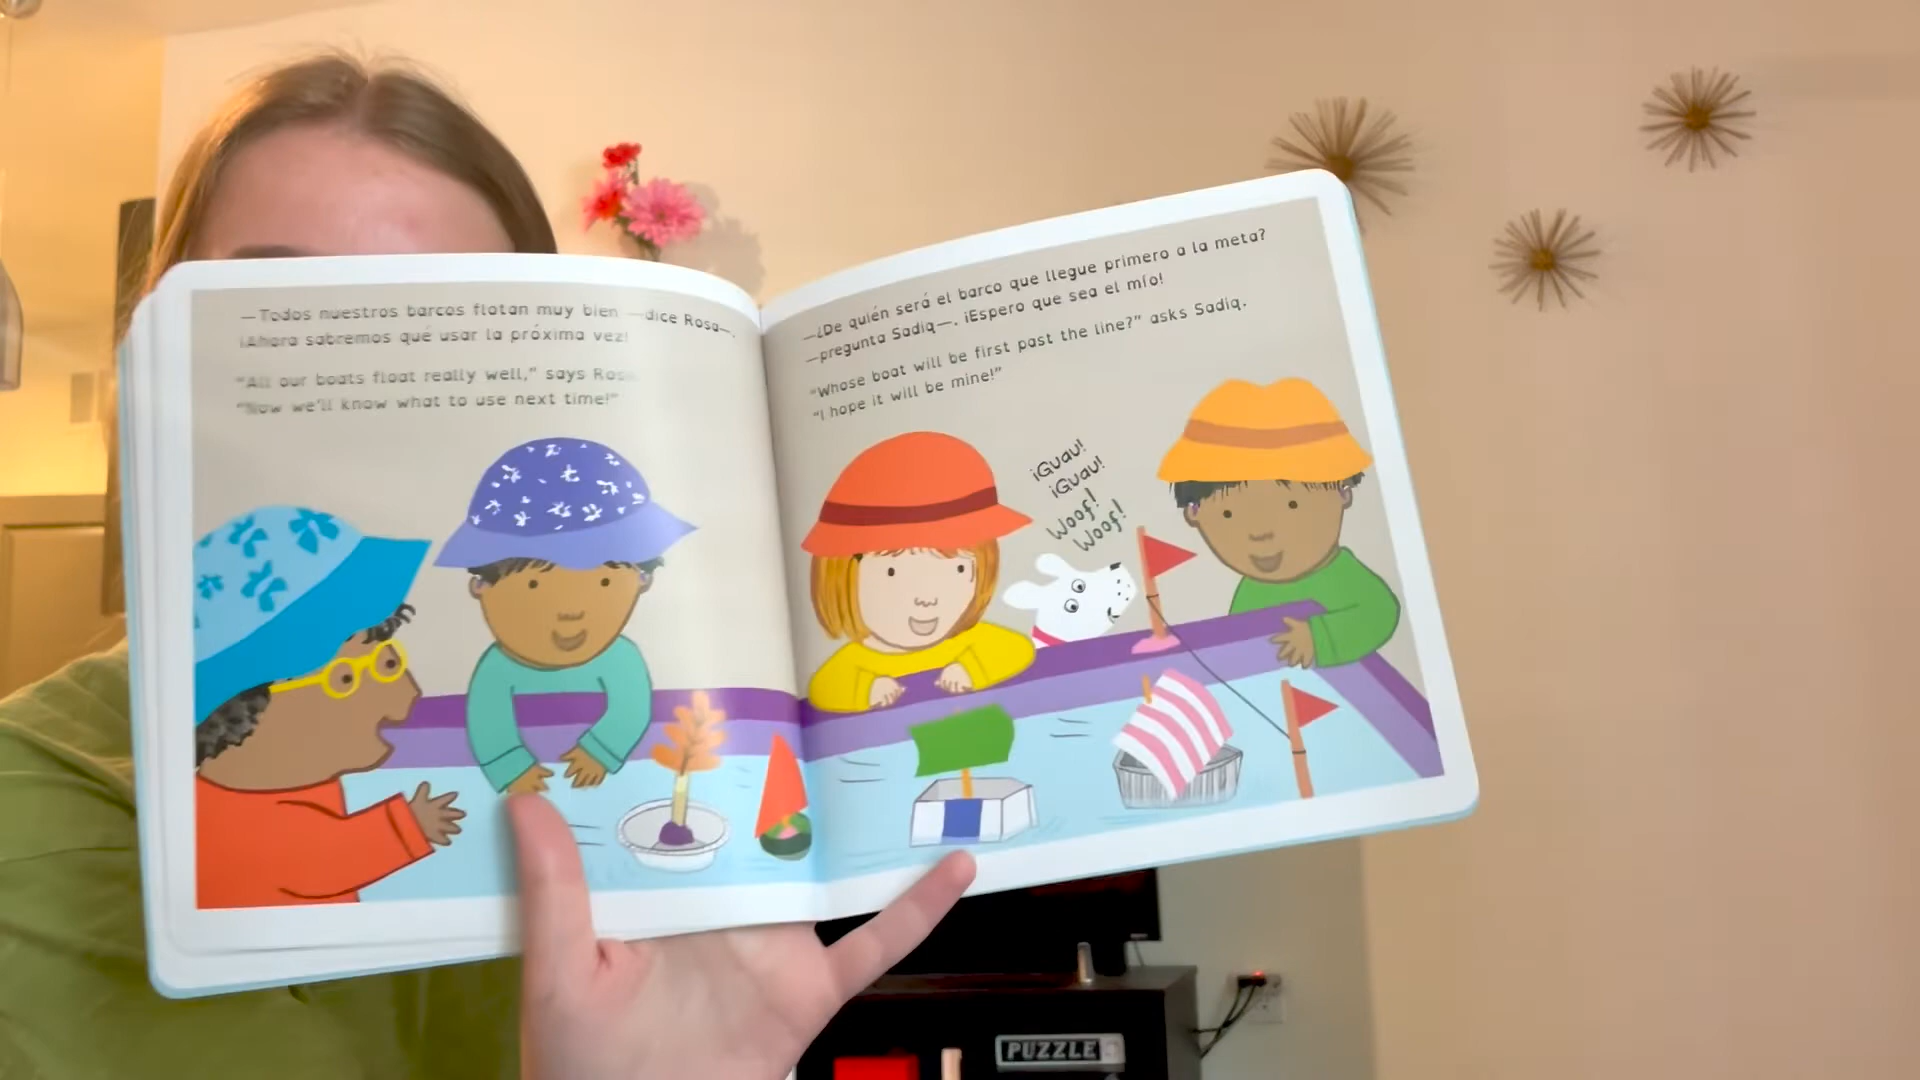 —Todos nuestros barcos flotan muy bien —dice Rosa—.
¡Ahora sabremos qué usar la próxima vez!
"All our boats float really well," says Rosa.
"Now we'll know what to use next time!"
—¿De quién será el barco que llegue primero a la meta?
—pregunta Sadiq—. ¡Espero que sea el mío!
"Whose boat will be first past the line?" asks Sadiq.
"I hope it will be mine!"
¡Guau!
¡Guau!
Woof!
Woof!
PUZZLE